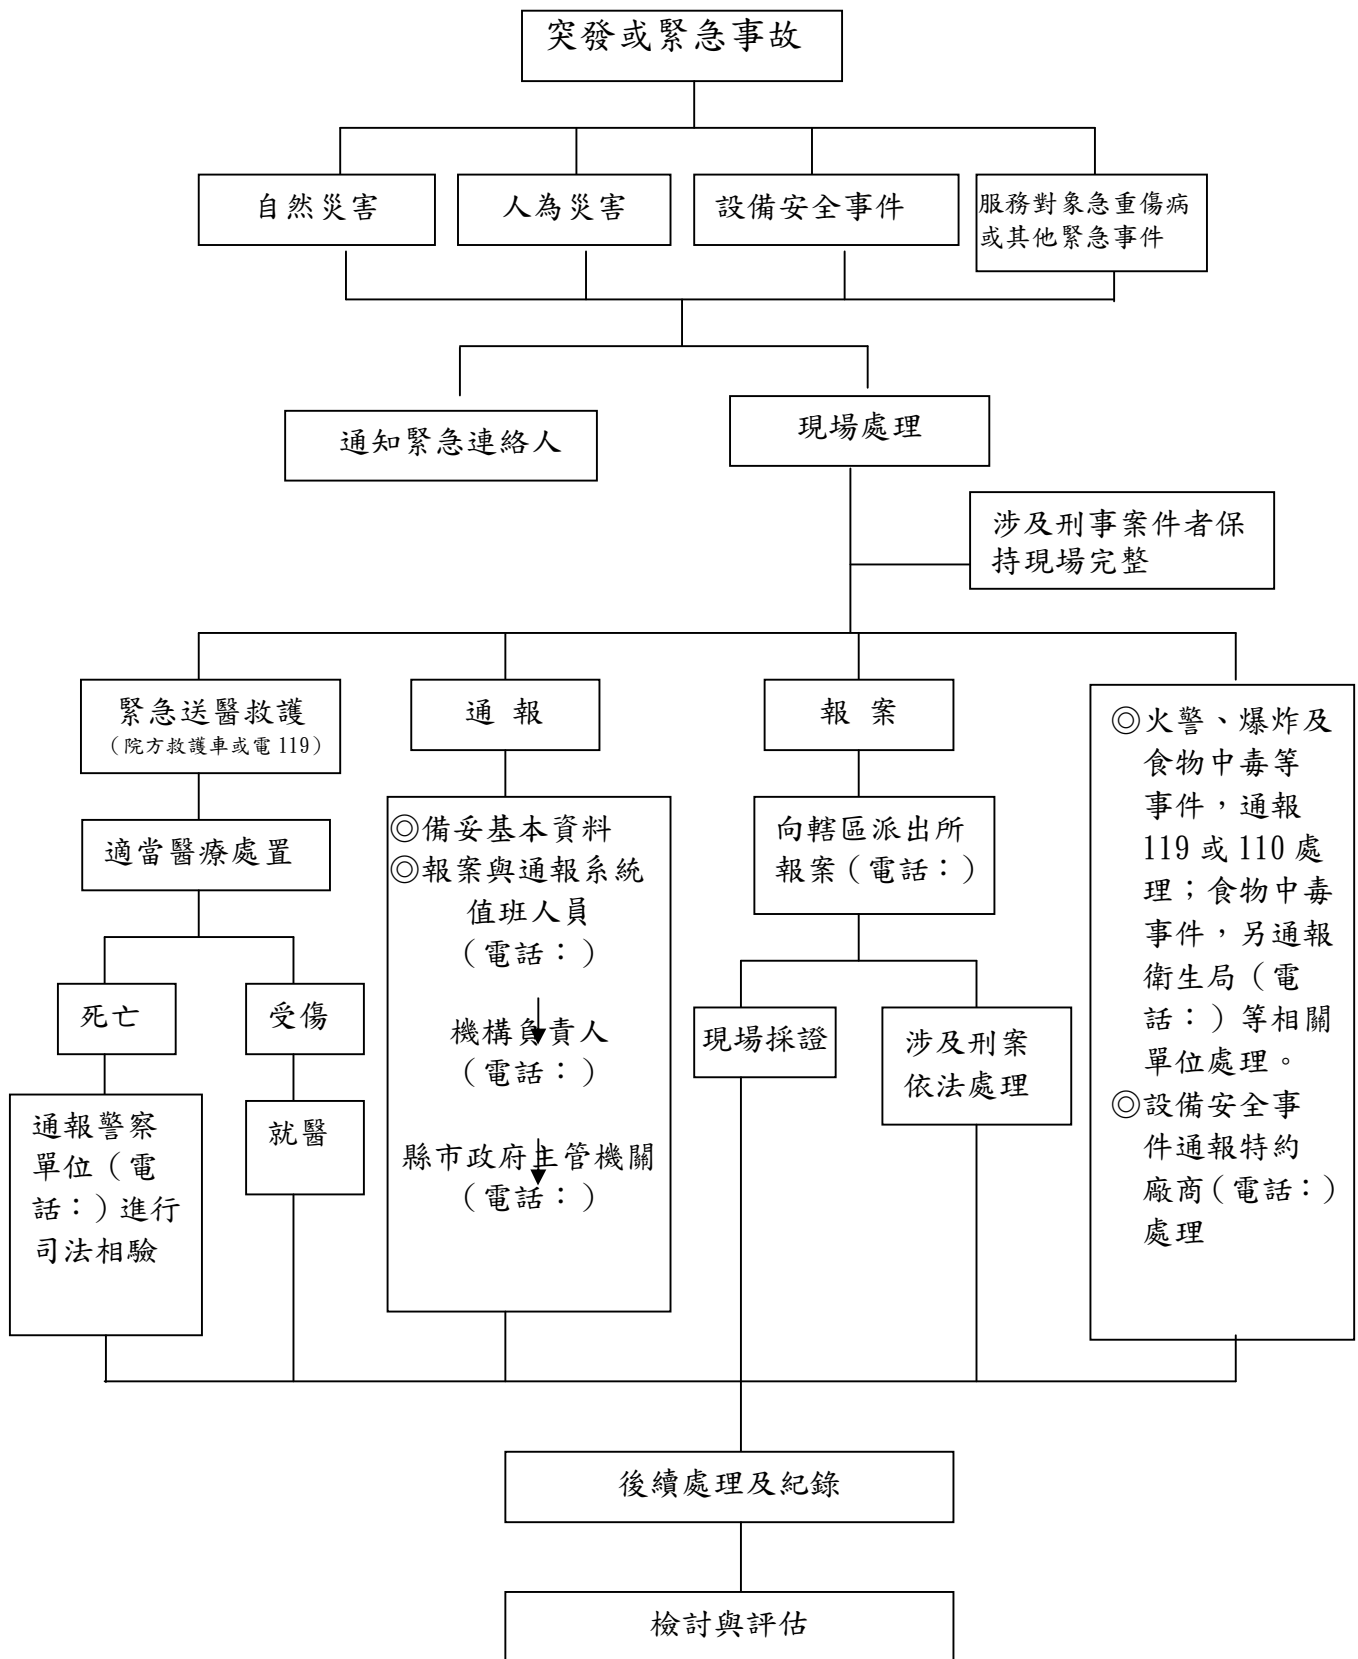 突發或緊急事故
自然災害
人為災害
設備安全事件
服務對象急重傷病
或其他緊急事件
通知緊急連絡人
現場處理
涉及刑事案件者保
持現場完整
緊急送醫救護
（院方救護車或電 119）
適當醫療處置
死亡
受傷
通報警察
單位（電
話：）進行
司法相驗
就醫
通 報
◎備妥基本資料
◎報案與通報系統
值班人員
（電話：）
機構負責人
（電話：）
縣市政府主管機關
（電話：）
報 案
向轄區派出所
報案（電話：）
現場採證
涉及刑案
依法處理
◎火警、爆炸及
食物中毒等
事件，通報
119 或 110 處
理；食物中毒
事件，另通報
衛生局（電
話：）等相關
單位處理。
◎設備安全事
件通報特約
廠商（電話：）
處理
後續處理及紀錄
檢討與評估